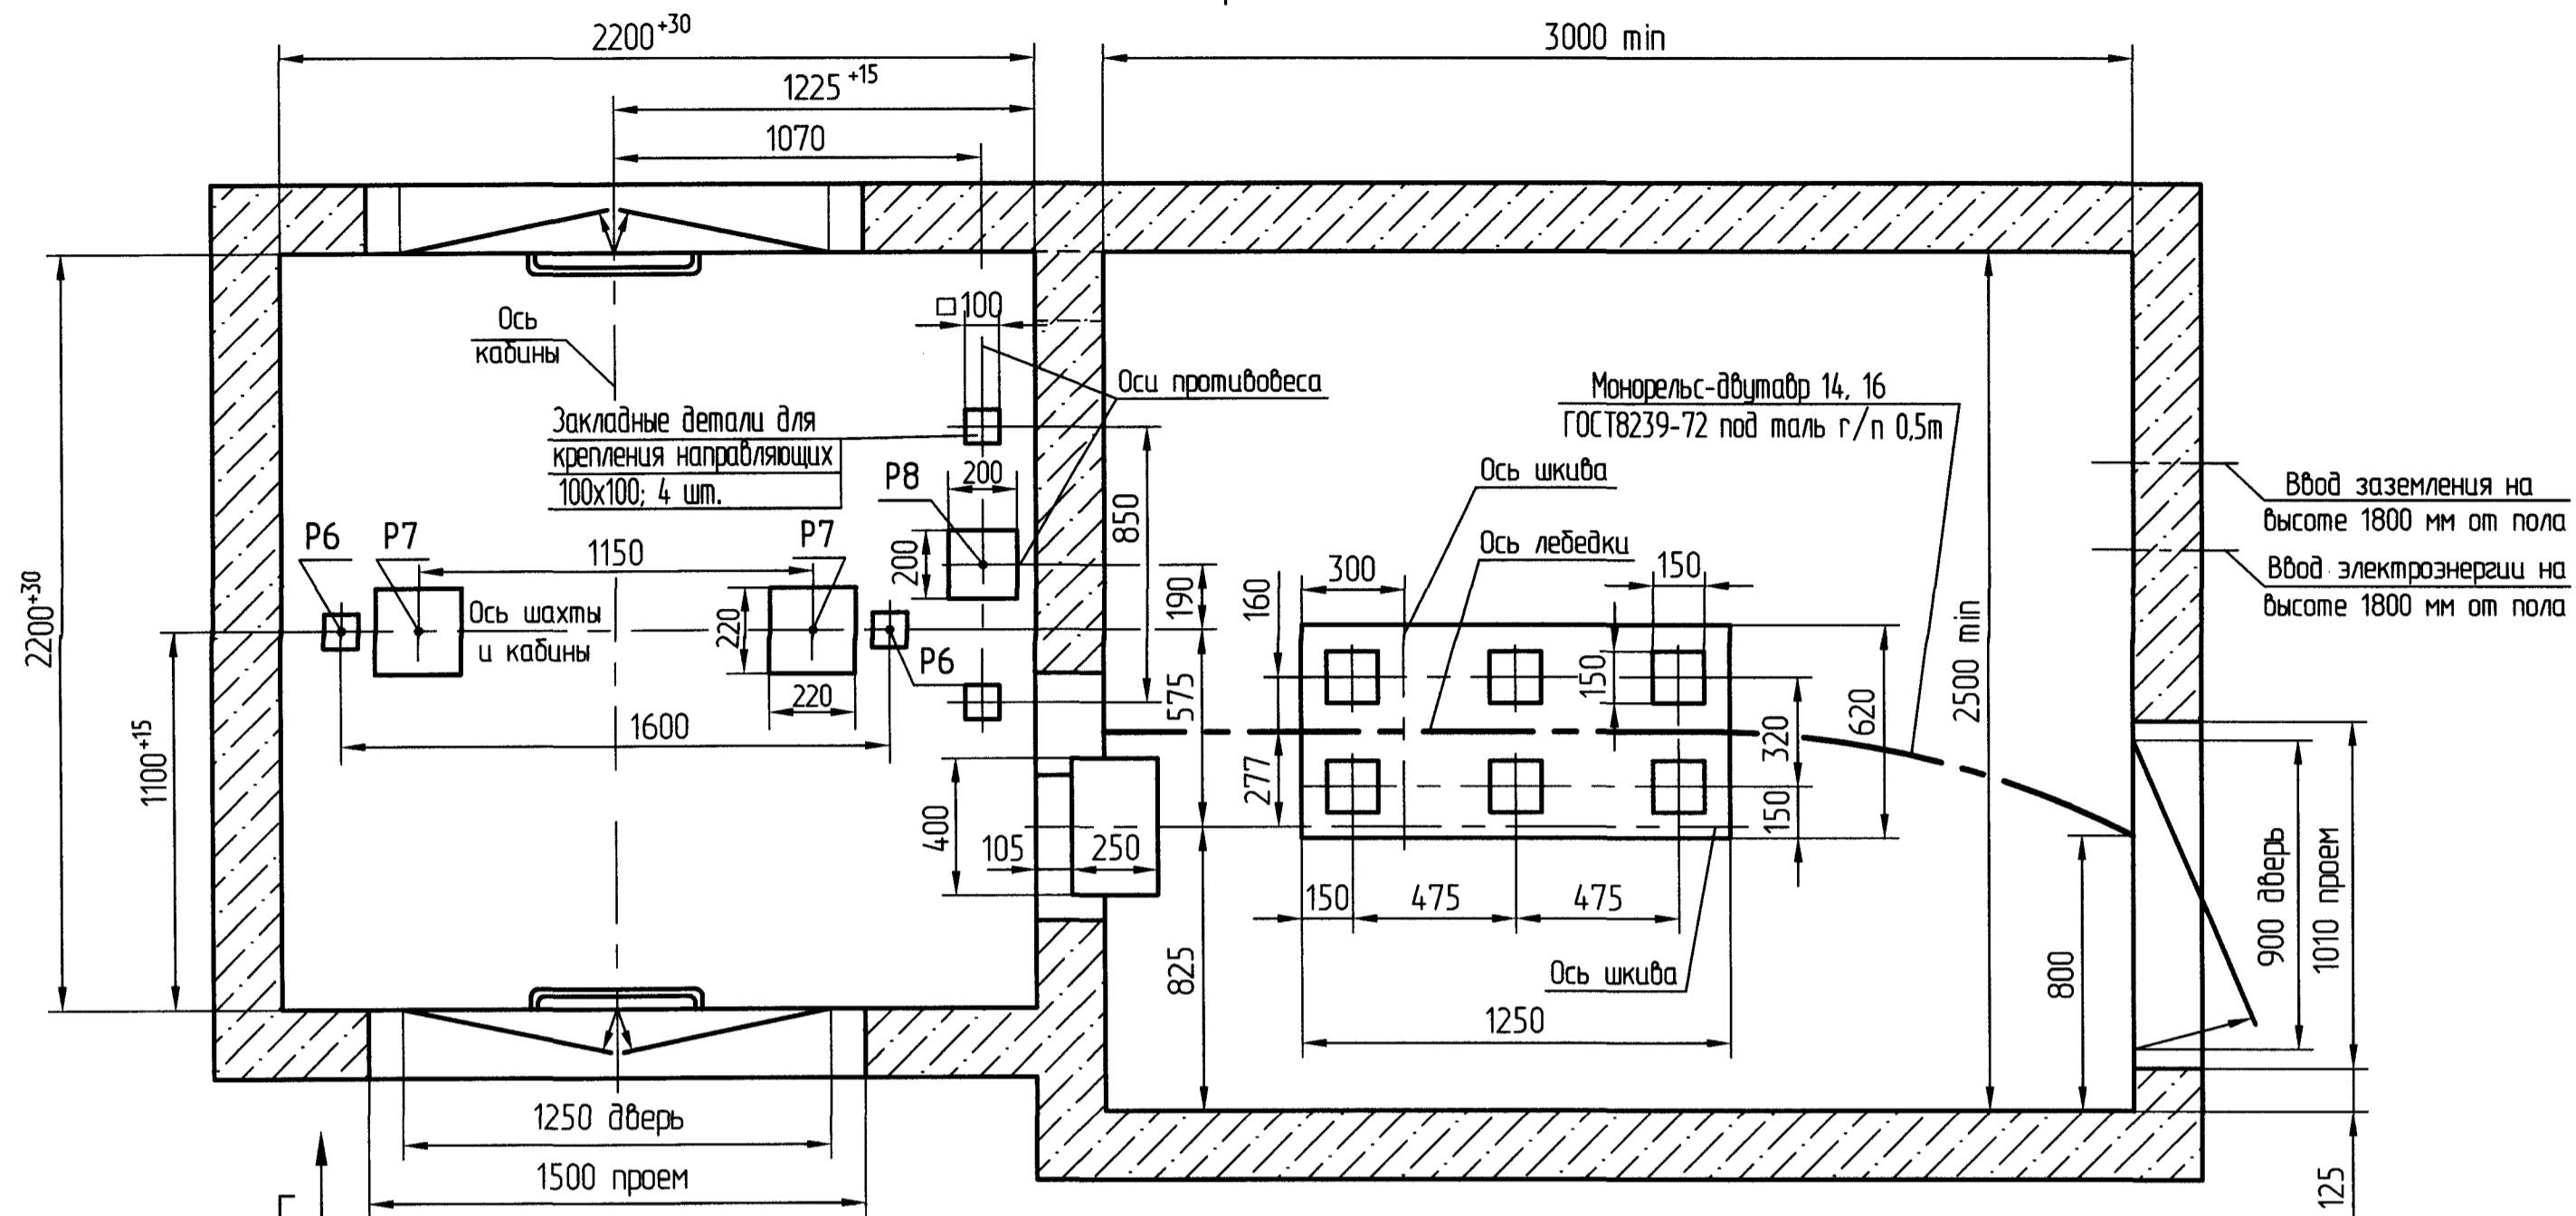 2200+30
3000 min
1225 +15
1070
□100
Ось
кабины
Оси противовеса
Закладные детали для
крепления направляющих
100х100; 4 шт.
Монорельс-двутавр 14, 16
ГОСТ8239-72 под таль г/п 0,5т
Ось шкива
Ось лебедки
Ввод заземления на
высоте 1800 мм от пола
Ввод электроэнергии на
высоте 1800 мм от пола
Р6
Р7
1150
Р7
Р8
200
200
850
190
160
300
150
150
2200+30
Ось шахты
и кабины
220
220
Р6
1600
1100+15
575
277
320
620
150
2500 min
400
105
250
150
475
475
825
Ось шкива
1250
800
900 дверь
1010 проем
125
1250 дверь
1500 проем
Г